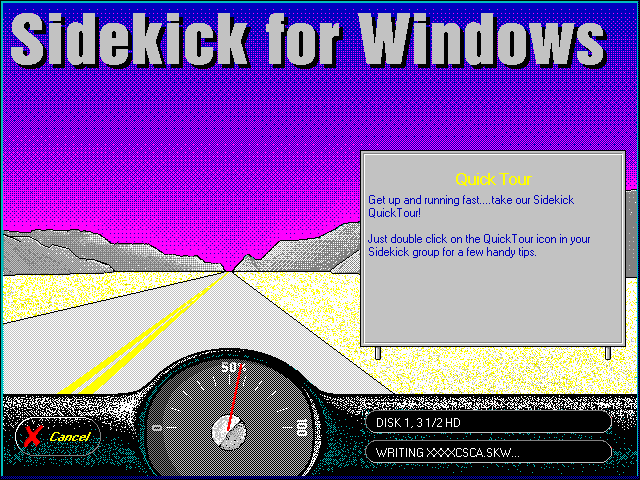 Sidekick for Windows
Quick Tour
Get up and running fast....take our Sidekick
QuickTour!
Just double click on the QuickTour icon in your
Sidekick group for a few handy tips.
50
0
100
Cancel
DISK 1, 3 1/2 HD
WRITING XXXXCSCA.SKW...